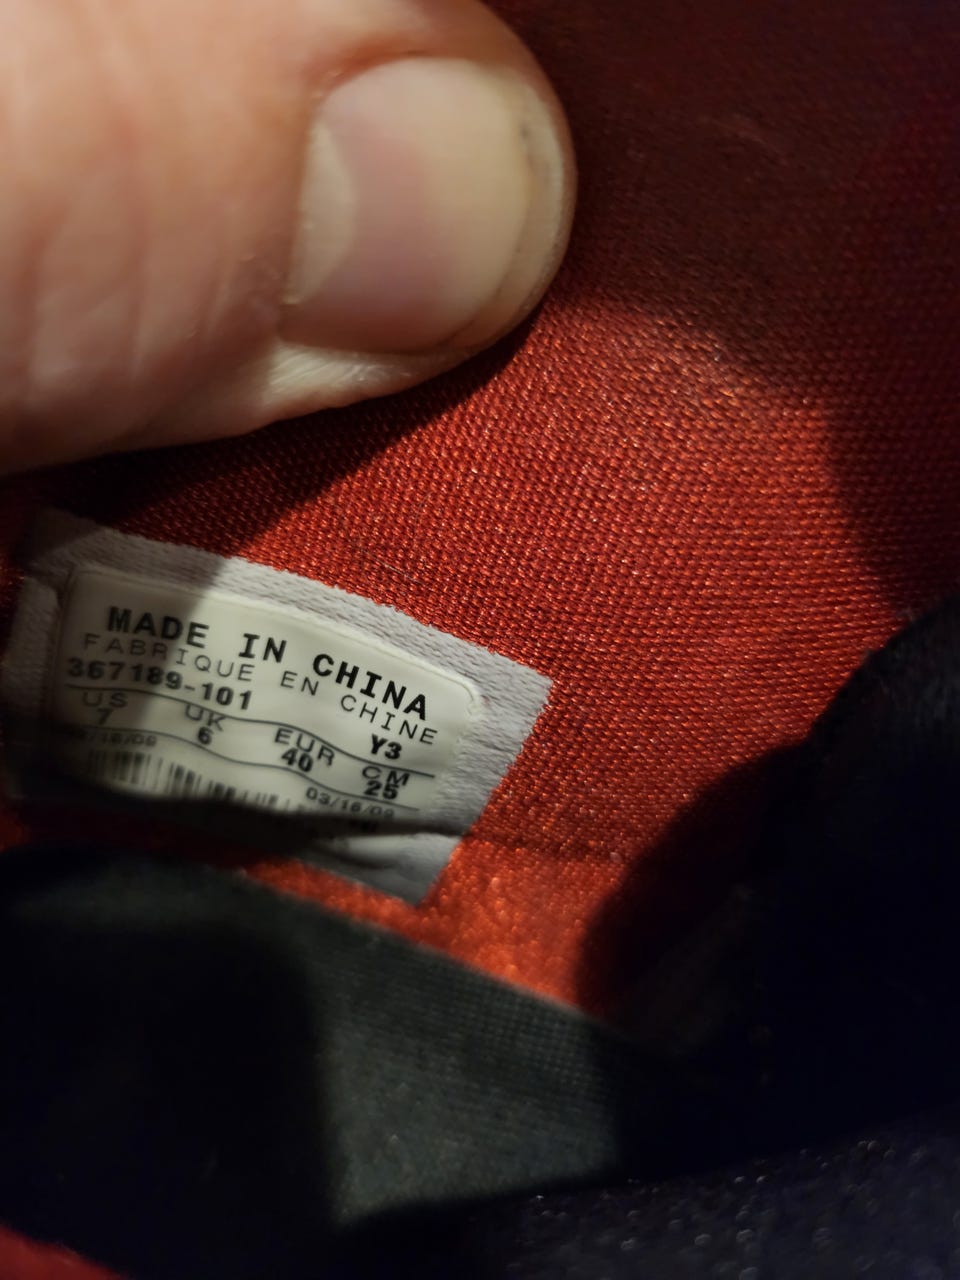 MADE IN CHINA
FABRIQUE EN CHINE
367189-101 Y3
US UK EUR CM
7 6 40 25
03/16/09